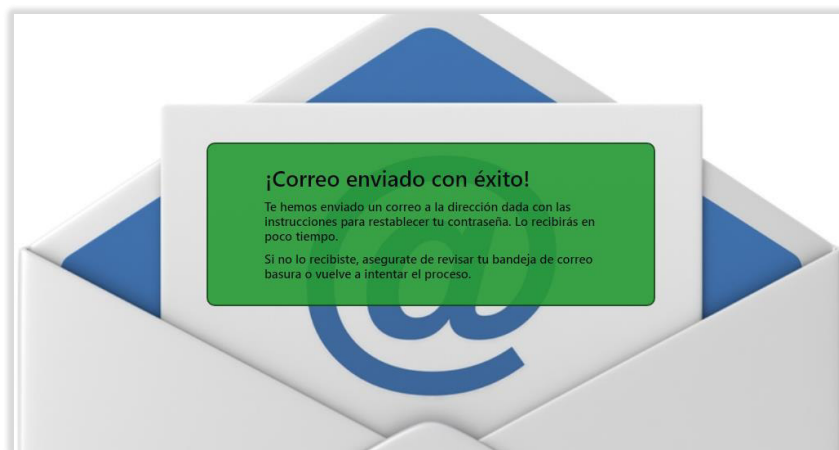 ¡Correo enviado con éxito!
Te hemos enviado un correo a la dirección dada con las
instrucciones para restablecer tu contraseña. Lo recibirás en
poco tiempo.
Si no lo recibiste, asegurate de revisar tu bandeja de correo
basura o vuelve a intentar el proceso.